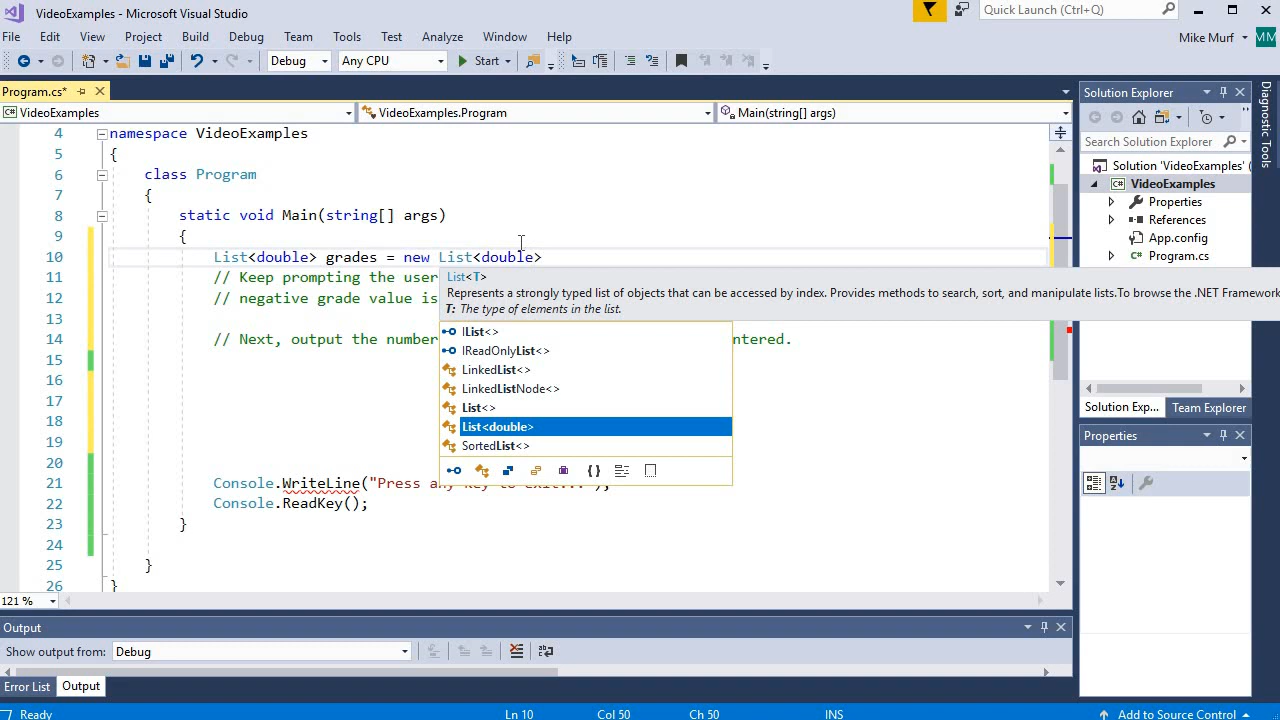 VideoExamples - Microsoft Visual Studio
Quick Launch (Ctrl+Q)
File Edit View Project Build Debug Team Tools Test Analyze Window Help
Mike Murf
MM
Debug Any CPU Start
Program.cs*
VideoExamples VideoExamples.Program Main(string[] args)
4 namespace VideoExamples
5 {
6 class Program
7 {
8 static void Main(string[] args)
9 {
10 List<double> grades = new List<double>
11 // Keep prompting the user
12 // negative grade value is
13
14 // Next, output the number ntered.
15
16
17
18
19
20
21 Console.WriteLine("Press any key to exit...");
22 Console.ReadKey();
23 }
24
25 }
26 }
List<T>
Represents a strongly typed list of objects that can be accessed by index. Provides methods to search, sort, and manipulate lists.To browse the .NET Framework
T: The type of elements in the list.
IList<>
IReadOnlyList<>
LinkedList<>
LinkedListNode<>
List<>
List<double>
SortedList<>
121 %
Solution Explorer
Search Solution Explorer
Solution 'VideoExamples' (
VideoExamples
Properties
References
App.config
Program.cs
Solution Exp... Team Explorer
Properties
Diagnostic Tools
Output
Show output from: Debug
Error List Output
Ready Ln 10 Col 50 Ch 50 INS Add to Source Control